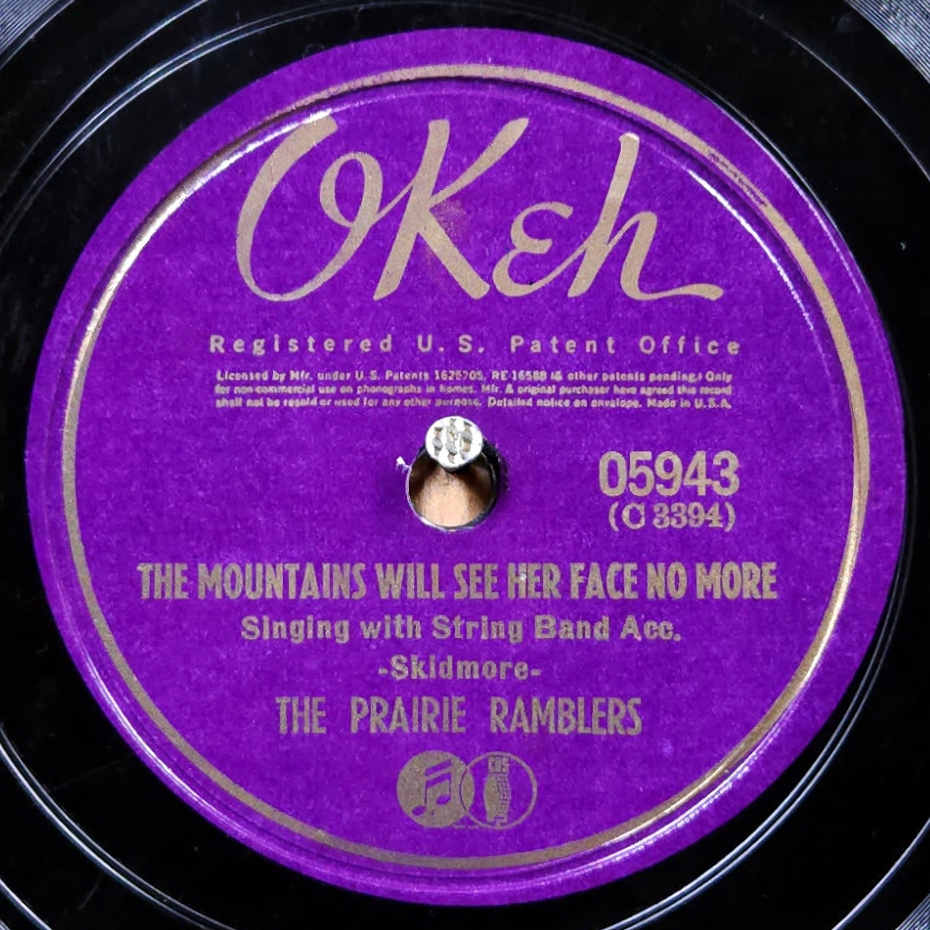 OKeh
Registered U.S. Patent Office
Licensed by Mfr. under U.S. Patents 1625705, RE 16588 (& other patents pending.) Only
for non-commercial use on phonographs in homes. Mfr. & original purchaser have agreed this record
shall not be resold or used for any other purpose. Detailed notice on envelope. Made in U.S.A.
05943
(C 3394)
THE MOUNTAINS WILL SEE HER FACE NO MORE
Singing with String Band Acc.
-Skidmore-
THE PRAIRIE RAMBLERS
CBS